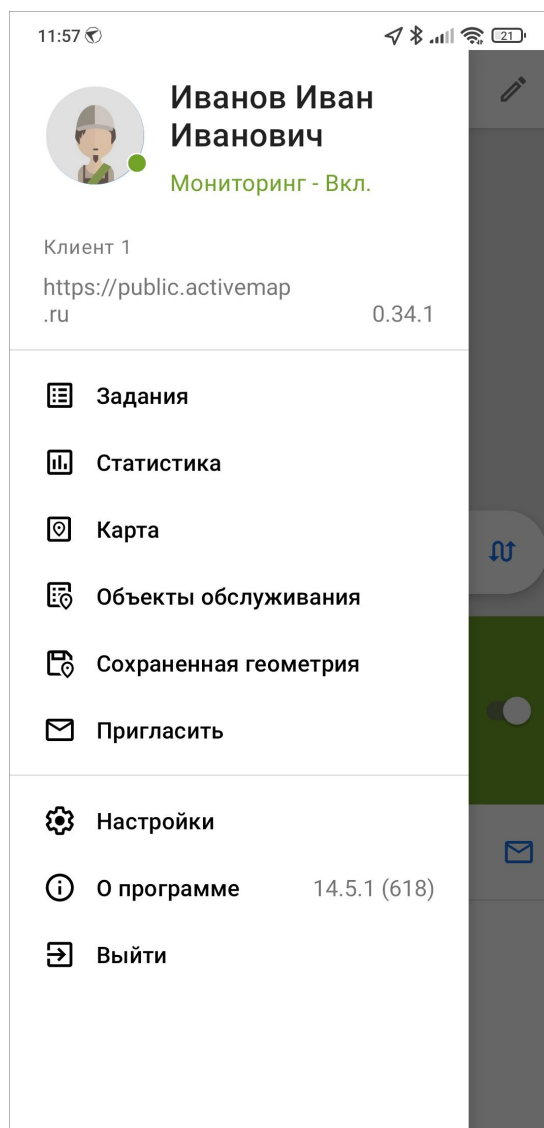 11:57
21
Иванов Иван
Иванович
Мониторинг - Вкл.
Клиент 1
https://public.activemap
.ru 0.34.1
Задания
Статистика
Карта
Объекты обслуживания
Сохраненная геометрия
Пригласить
Настройки
О программе 14.5.1 (618)
Выйти